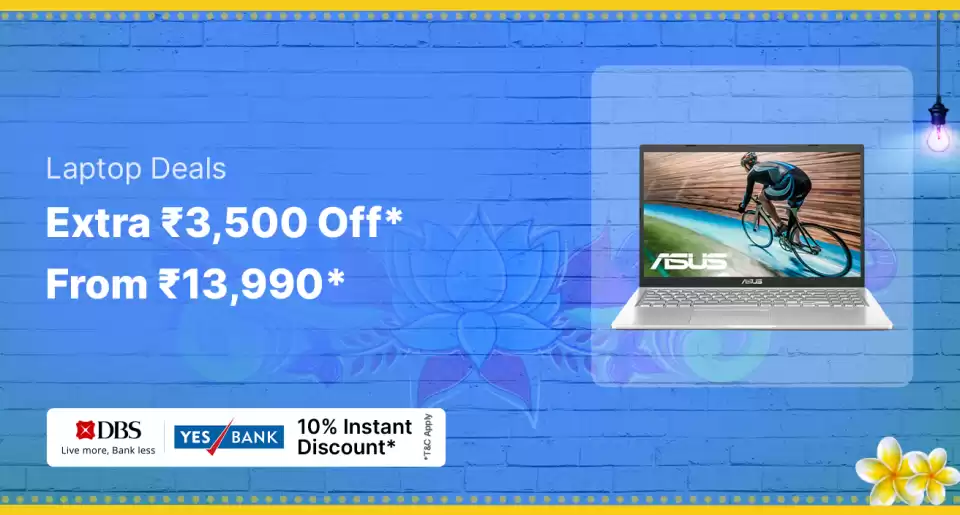 Laptop Deals
Extra ₹3,500 Off*
From ₹13,990*
ASUS
ASUS
DBS
Live more, Bank less
YES BANK
10% Instant
Discount*
*T&C Apply